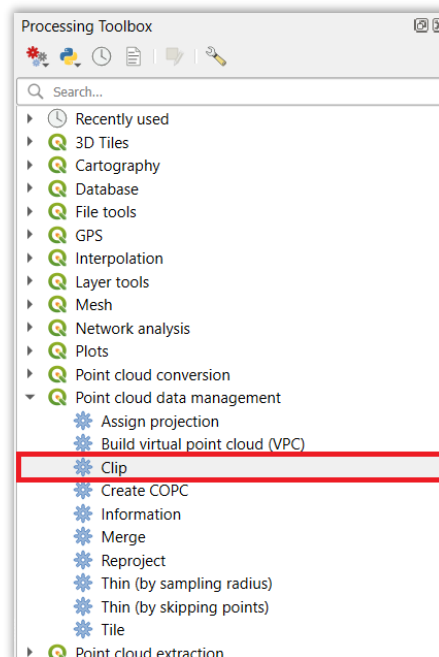 Processing Toolbox
Search...
Recently used
3D Tiles
Cartography
Database
File tools
GPS
Interpolation
Layer tools
Mesh
Network analysis
Plots
Point cloud conversion
Point cloud data management
Assign projection
Build virtual point cloud (VPC)
Clip
Create COPC
Information
Merge
Reproject
Thin (by sampling radius)
Thin (by skipping points)
Tile
Point cloud extraction